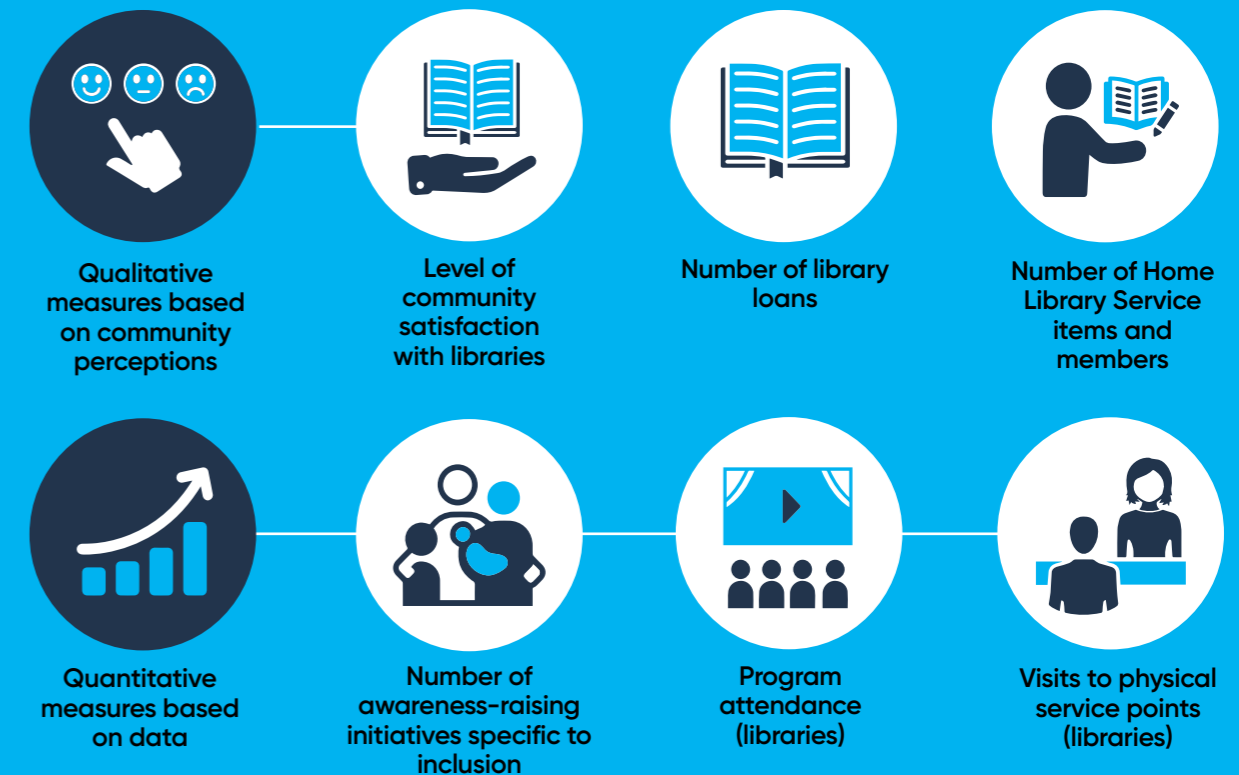 Qualitative
measures based
on community
perceptions
Level of
community
satisfaction
with libraries
Number of library
loans
Number of Home
Library Service
items and
members
Quantitative
measures based
on data
Number of
awareness-raising
initiatives specific to
inclusion
Program
attendance
(libraries)
Visits to physical
service points
(libraries)